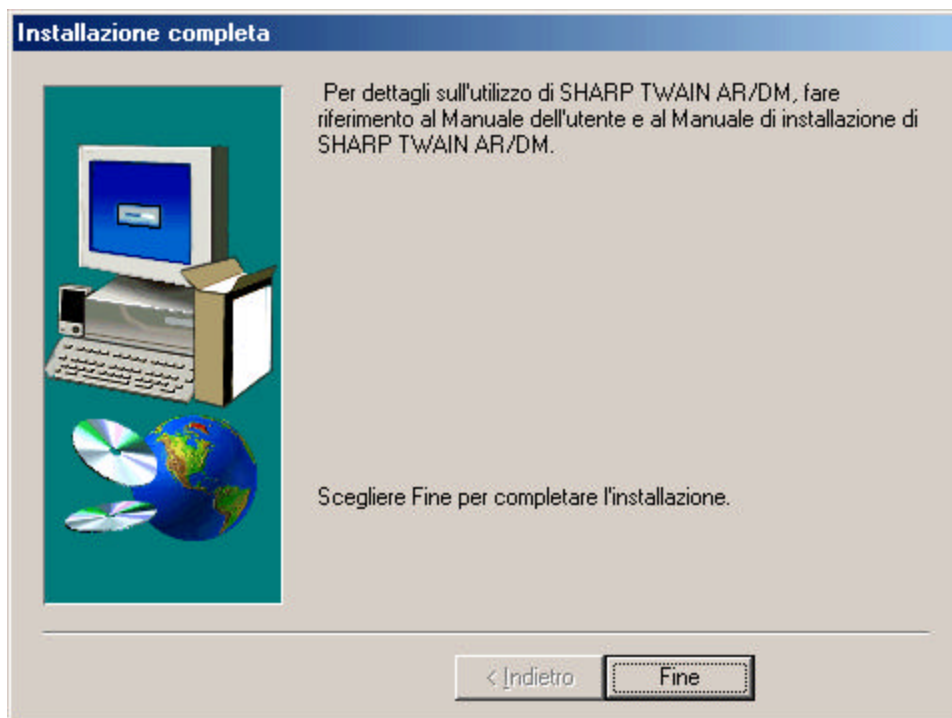 Installazione completa
Per dettagli sull'utilizzo di SHARP TWAIN AR/DM, fare
riferimento al Manuale dell'utente e al Manuale di installazione di
SHARP TWAIN AR/DM.
Scegliere Fine per completare l'installazione.
< Indietro
Fine